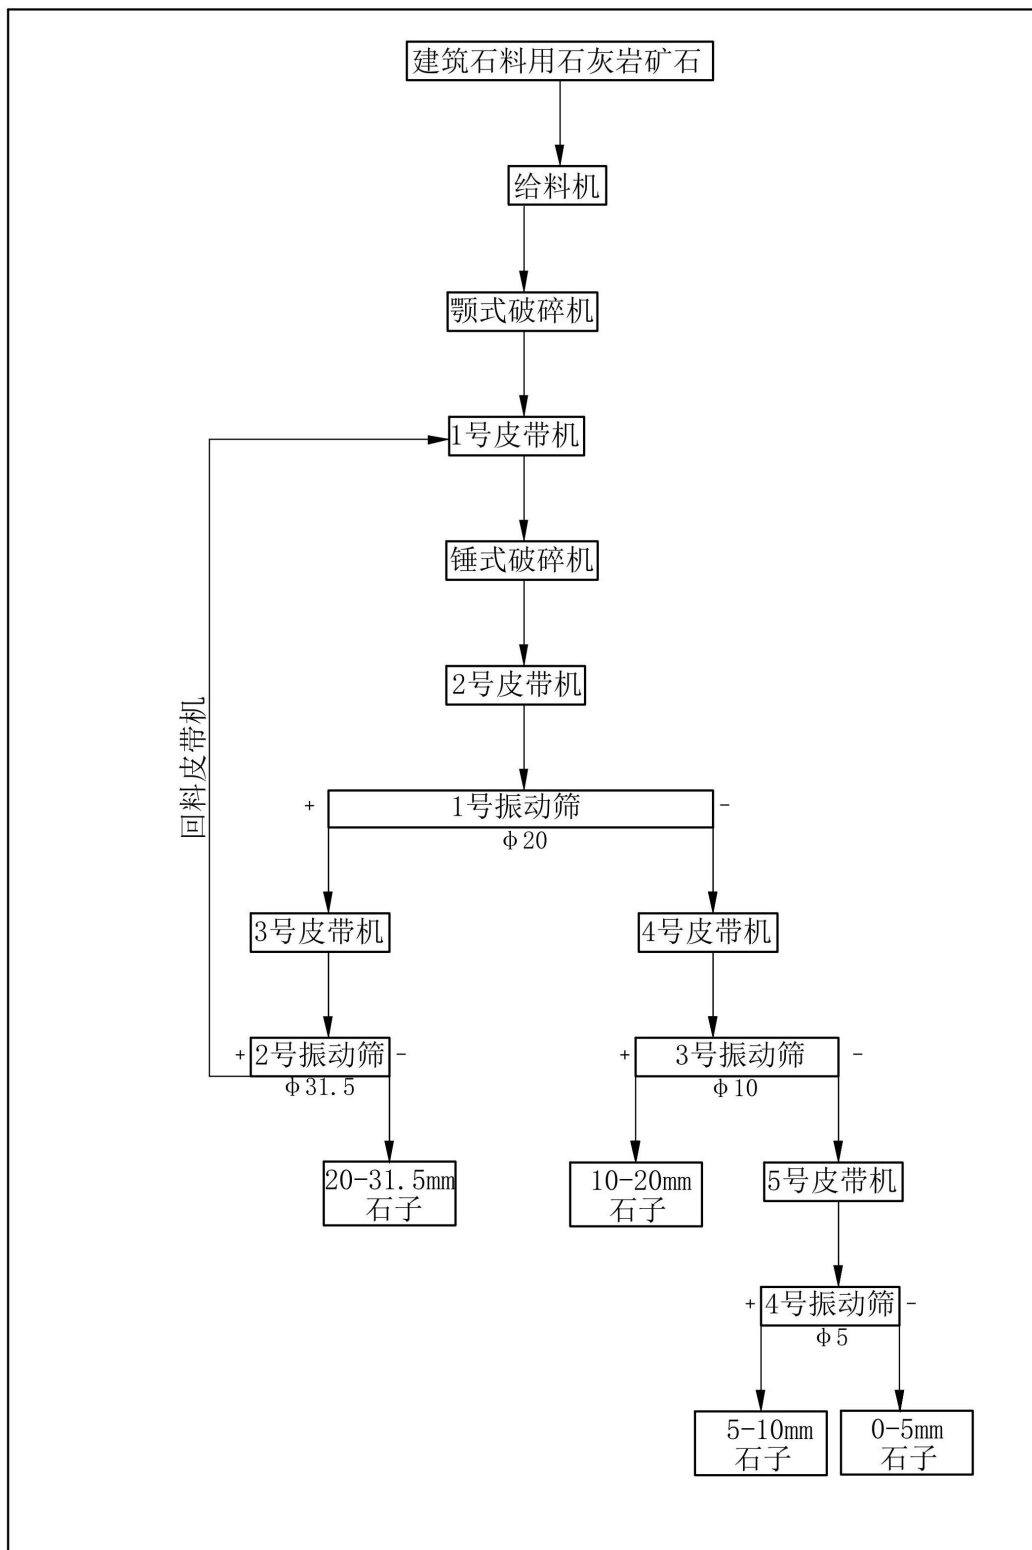 建筑石料用石灰岩矿石
给料机
颚式破碎机
1号皮带机
锤式破碎机
2号皮带机
回料皮带机
+
1号振动筛
-
φ20
3号皮带机
4号皮带机
+
2号振动筛
-
φ31.5
+
3号振动筛
-
φ10
20-31.5mm
石子
10-20mm
石子
5号皮带机
+
4号振动筛
-
φ5
5-10mm
石子
0-5mm
石子